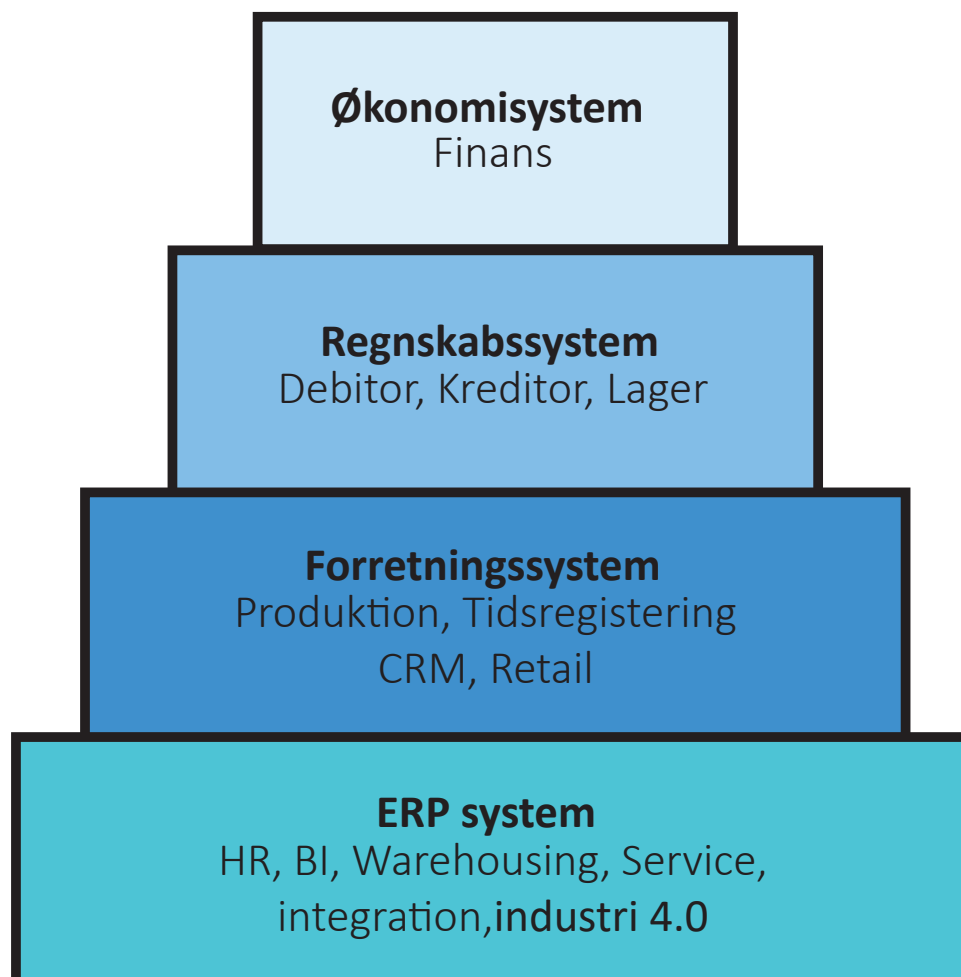 Økonomisystem
Finans
Regnskabssystem
Debitor, Kreditor, Lager
Forretningssystem
Produktion, Tidsregistering
CRM, Retail
ERP system
HR, BI, Warehousing, Service,
integration,industri 4.0